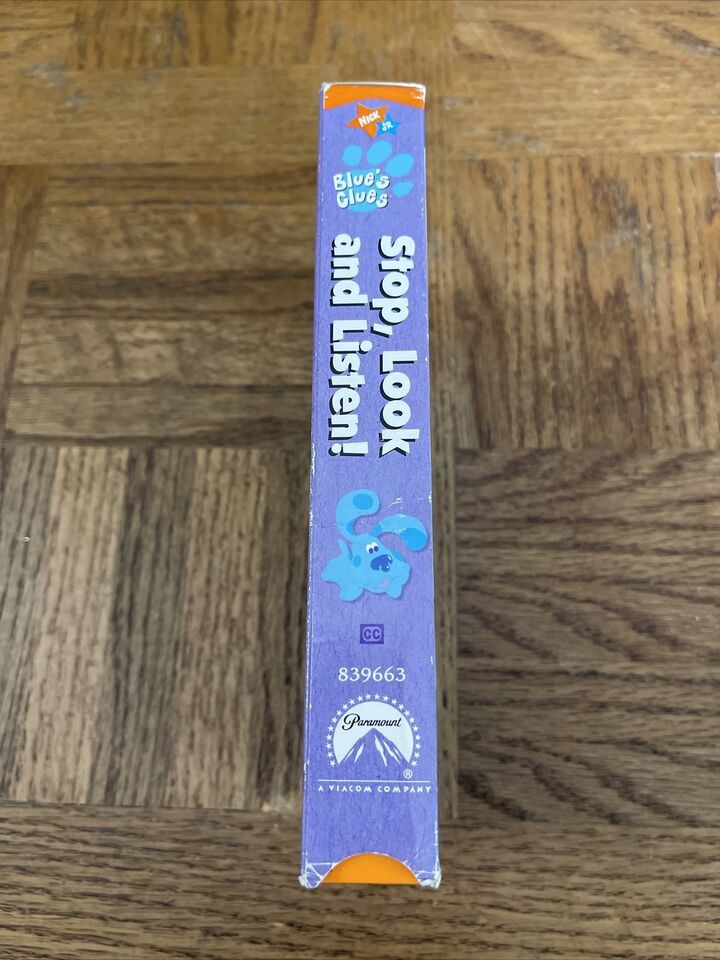 NICK
JR
Blue's
Clues
Stop, Look
and Listen!
CC
839663
Paramount
®
A VIACOM COMPANY